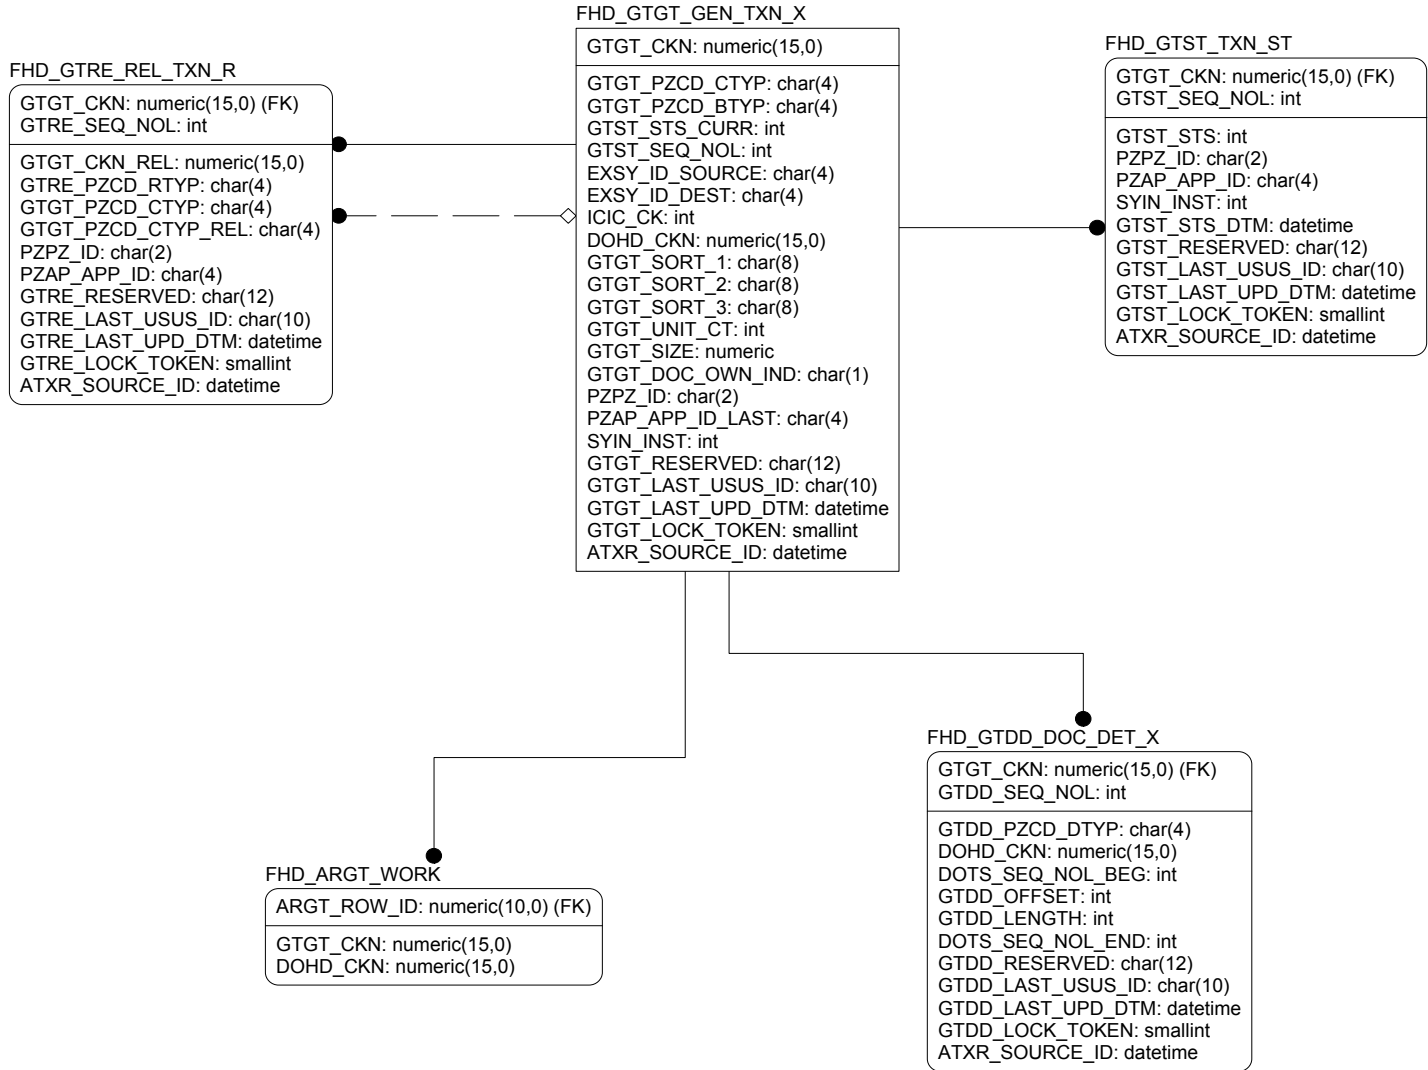 FHD_GTGT_GEN_TXN_X
GTGT_CKN: numeric(15,0)
GTGT_PZCD_CTYP: char(4)
GTGT_PZCD_BTYP: char(4)
GTST_STS_CURR: int
GTST_SEQ_NOL: int
EXSY_ID_SOURCE: char(4)
EXSY_ID_DEST: char(4)
ICIC_CK: int
DOHD_CKN: numeric(15,0)
GTGT_SORT_1: char(8)
GTGT_SORT_2: char(8)
GTGT_SORT_3: char(8)
GTGT_UNIT_CT: int
GTGT_SIZE: numeric
GTGT_DOC_OWN_IND: char(1)
PZPZ_ID: char(2)
PZAP_APP_ID_LAST: char(4)
SYIN_INST: int
GTGT_RESERVED: char(12)
GTGT_LAST_USUS_ID: char(10)
GTGT_LAST_UPD_DTM: datetime
GTGT_LOCK_TOKEN: smallint
ATXR_SOURCE_ID: datetime
FHD_GTRE_REL_TXN_R
GTGT_CKN: numeric(15,0) (FK)
GTRE_SEQ_NOL: int
GTGT_CKN_REL: numeric(15,0)
GTRE_PZCD_RTYP: char(4)
GTGT_PZCD_CTYP: char(4)
GTGT_PZCD_CTYP_REL: char(4)
PZPZ_ID: char(2)
PZAP_APP_ID: char(4)
GTRE_RESERVED: char(12)
GTRE_LAST_USUS_ID: char(10)
GTRE_LAST_UPD_DTM: datetime
GTRE_LOCK_TOKEN: smallint
ATXR_SOURCE_ID: datetime
FHD_GTST_TXN_ST
GTGT_CKN: numeric(15,0) (FK)
GTST_SEQ_NOL: int
GTST_STS: int
PZPZ_ID: char(2)
PZAP_APP_ID: char(4)
SYIN_INST: int
GTST_STS_DTM: datetime
GTST_RESERVED: char(12)
GTST_LAST_USUS_ID: char(10)
GTST_LAST_UPD_DTM: datetime
GTST_LOCK_TOKEN: smallint
ATXR_SOURCE_ID: datetime
FHD_ARGT_WORK
ARGT_ROW_ID: numeric(10,0) (FK)
GTGT_CKN: numeric(15,0)
DOHD_CKN: numeric(15,0)
FHD_GTDD_DOC_DET_X
GTGT_CKN: numeric(15,0) (FK)
GTDD_SEQ_NOL: int
GTDD_PZCD_DTYP: char(4)
DOHD_CKN: numeric(15,0)
DOTS_SEQ_NOL_BEG: int
GTDD_OFFSET: int
GTDD_LENGTH: int
DOTS_SEQ_NOL_END: int
GTDD_RESERVED: char(12)
GTDD_LAST_USUS_ID: char(10)
GTDD_LAST_UPD_DTM: datetime
GTDD_LOCK_TOKEN: smallint
ATXR_SOURCE_ID: datetime